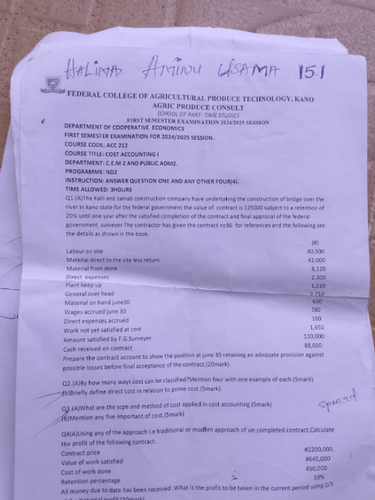 HALIMA AMINU USAMA 15.1
FEDERAL COLLEGE OF AGRICULTURAL PRODUCE TECHNOLOGY, KANO
AGRIC PRODUCE CONSULT
SCHOOL OF PART- TIME STUDIES
FIRST SEMESTER EXAMINATION 2024/2025 SESSION
DEPARTMENT OF COOPERATIVE ECONOMICS
FIRST SEMESTER EXAMINATION FOR 2024/2025 SESSION.
COURSE CODE: ACC 212
COURSE TITLE: COST ACCOUNTING I
DEPARTMENT: C.E.M 2 AND PUBLIC ADM2.
PROGRAMME: ND2
INSTRUCTION: ANSWER QUESTION ONE AND ANY OTHER FOUR(4).
TIME ALLOWED: 3HOURS
Q1.(A)The Kalil and zainab construction company have undertaking the construction of bridge over the
river in kano state for the federal government the value of contract is 125000 subject to a retention of
20% until one year after the satisfied completion of the contract and final approval of the federal
government surveyer.The contractor has given the contract no86 for references and the following are
the details as shown in the book.
(#)
Labour on site 40,500
Material direct to the site less return 42,000
Material from store 8,120
Direct expenses 2,300
Plant keep up 1,210
General over head 3,710
Material on hand june30 630
Wages accrued june 30 780
Direct expenses accrued 160
Work not yet satisfied at cost 1,650
Amount satisfied by F.G Surveyer 110,000
Cash received on contract 88,000
Prepare the contract account to show the position at june 30 retaining an adequate provision against
possible losses before final acceptance of the contract.(20mark).
Q2.(A)By how many ways cost can be classified?Mention four with one example of each (5mark)
(b)Briefly define direct cost in relation to prime cost.(5mark)
Q3.(A)What are the scpe and method of cost applied in cost accounting.(5mark) spread
(b)Mention any five important of cost.(5mark)
Q4(A)Using any of the approach i.e traditional or modern approach of un-completed contract.Calculate
the profit of the following contract.
Contract price #2200,000.
Value of work satisfied #645,000
Cost of work done 450,000
Retention percentage 10%
All money due to date has been received .What is the profit to be taken in the current period using 2/3